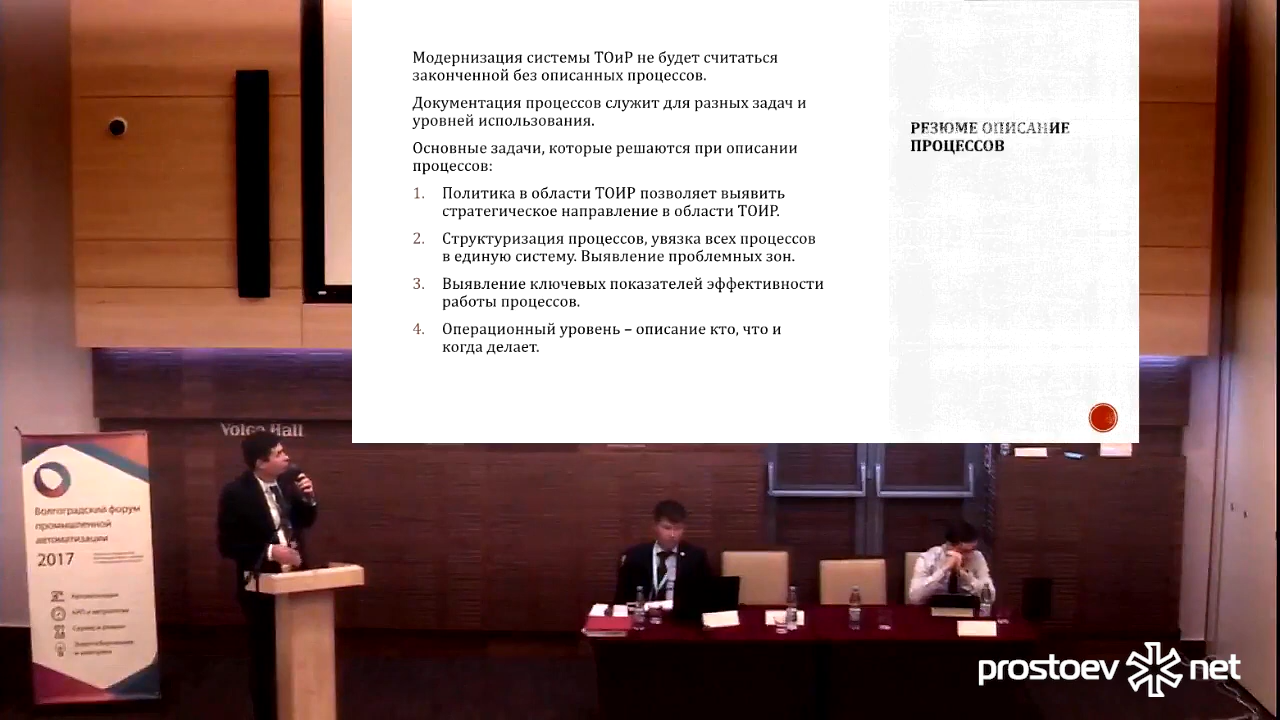 Модернизация системы ТОиР не будет считаться
законченной без описанных процессов.
Документация процессов служит для разных задач и
уровней использования.
Основные задачи, которые решаются при описании
процессов:
1. Политика в области ТОИР позволяет выявить
стратегическое направление в области ТОИР.
2. Структуризация процессов, увязка всех процессов
в единую систему. Выявление проблемных зон.
3. Выявление ключевых показателей эффективности
работы процессов.
4. Операционный уровень – описание кто, что и
когда делает.
РЕЗЮМЕ ОПИСАНИЕ
ПРОЦЕССОВ
Volga Hall
Волгоградский форум
промышленной
автоматизации
2017
Автоматизация
КИП и метрология
prostoev net